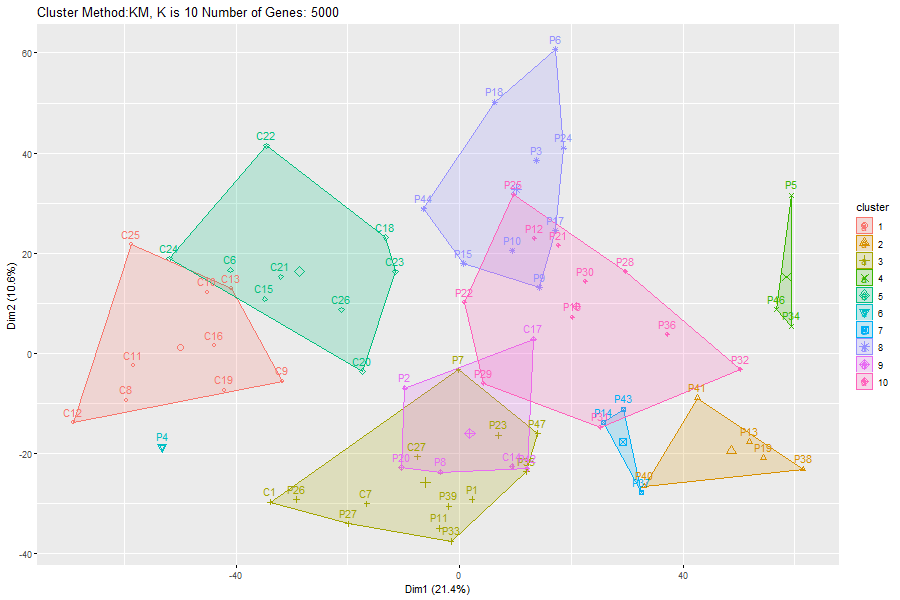 Cluster Method:KM, K is 10 Number of Genes: 5000
P6
60
P18
P24
C22
P3
40
P5
P25
P44
P17
C18
P12
P21
C25
C24
P10
20
C6
C21
P15
C23
P28
C13
P30
P9
C15
C26
P22
P46
P34
C16
C17
P36
0
C11
C20
P7
P32
C9
P29
C19
P2
C8
P41
C12
P43
P14
P47
P23
P13
P4
C27
P19
P20
P8
C14
P38
P40
C1
P26
C7
P39
P1
P27
P11
P33
-20
-40
-40
0
40
Dim1 (21.4%)
Dim2 (10.6%)
cluster
1
2
3
4
5
6
7
8
9
10